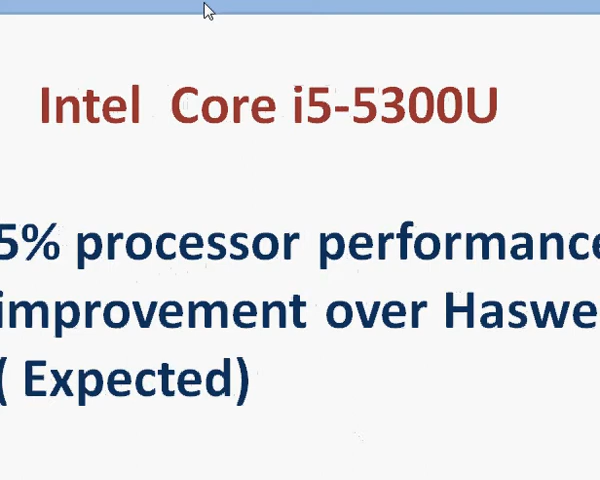 Intel Core i5-5300U
5% processor performance
improvement over Haswe
( Expected)